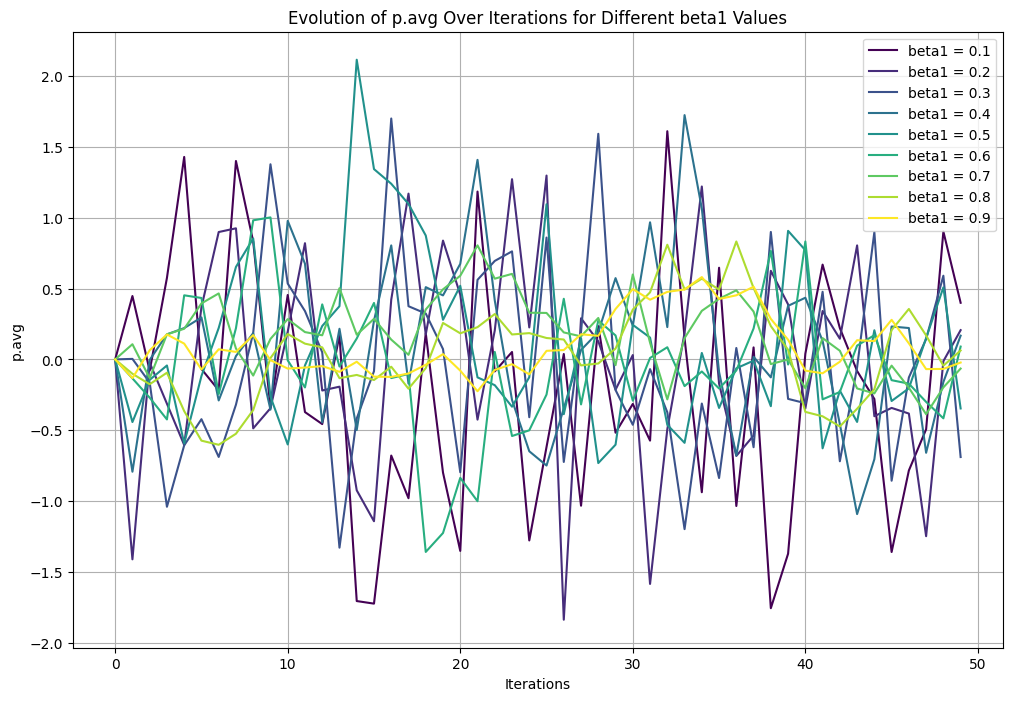 Evolution of p.avg Over Iterations for Different beta1 Values
beta1 = 0.1
beta1 = 0.2
beta1 = 0.3
beta1 = 0.4
beta1 = 0.5
beta1 = 0.6
beta1 = 0.7
beta1 = 0.8
beta1 = 0.9
2.0
1.5
1.0
0.5
0.0
−0.5
−1.0
−1.5
−2.0
p.avg
0 10 20 30 40 50
Iterations